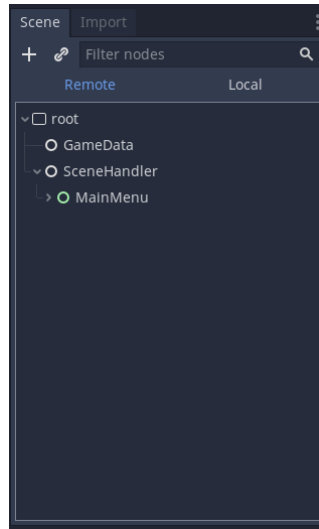 Scene Import
Filter nodes
Remote Local
root
GameData
SceneHandler
MainMenu